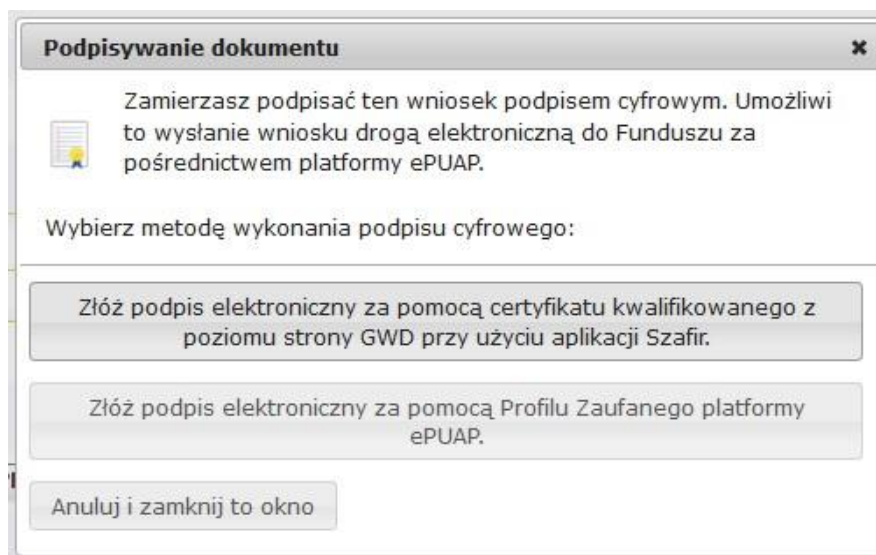 Podpisywanie dokumentu
Zamierzasz podpisać ten wniosek podpisem cyfrowym. Umożliwi
to wysłanie wniosku drogą elektroniczną do Funduszu za
pośrednictwem platformy ePUAP.
Wybierz metodę wykonania podpisu cyfrowego:
Złóż podpis elektroniczny za pomocą certyfikatu kwalifikowanego z
poziomu strony GWD przy użyciu aplikacji Szafir.
Złóż podpis elektroniczny za pomocą Profilu Zaufanego platformy
ePUAP.
Anuluj i zamknij to okno